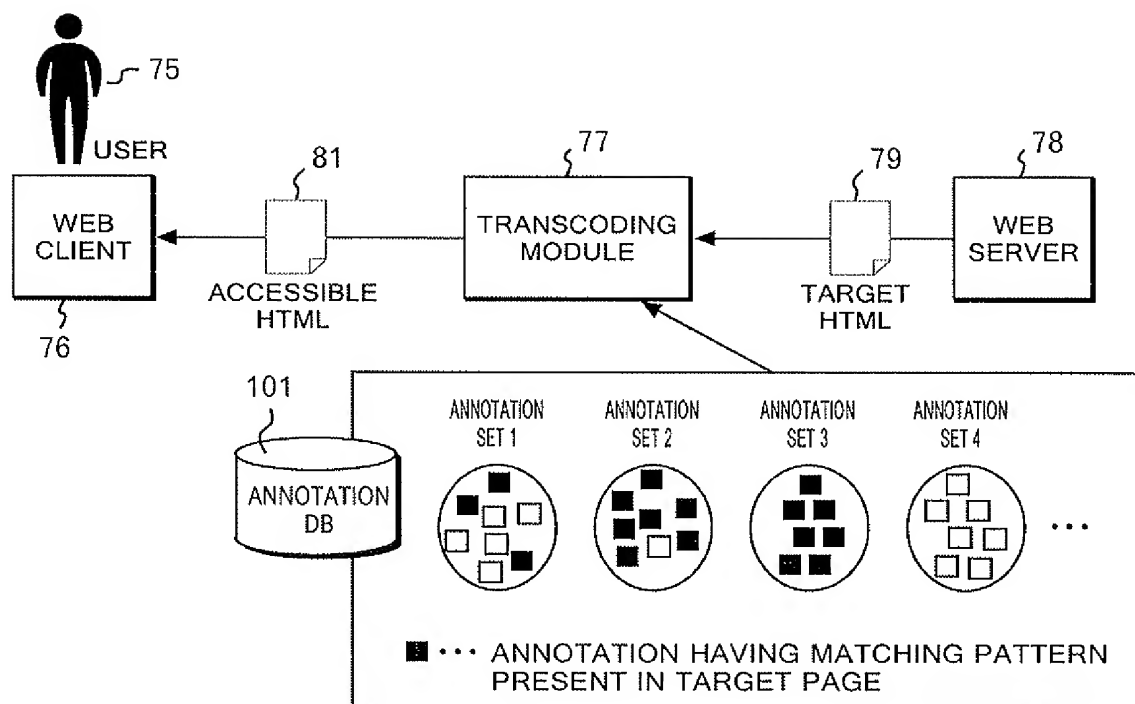 75
USER
81
77
79
78
WEB
CLIENT
TRANSCODING
MODULE
WEB
SERVER
ACCESSIBLE
HTML
TARGET
HTML
76
101
ANNOTATION
DB
ANNOTATION
SET 1
ANNOTATION
SET 2
ANNOTATION
SET 3
ANNOTATION
SET 4
...
■ ··· ANNOTATION HAVING MATCHING PATTERN
PRESENT IN TARGET PAGE